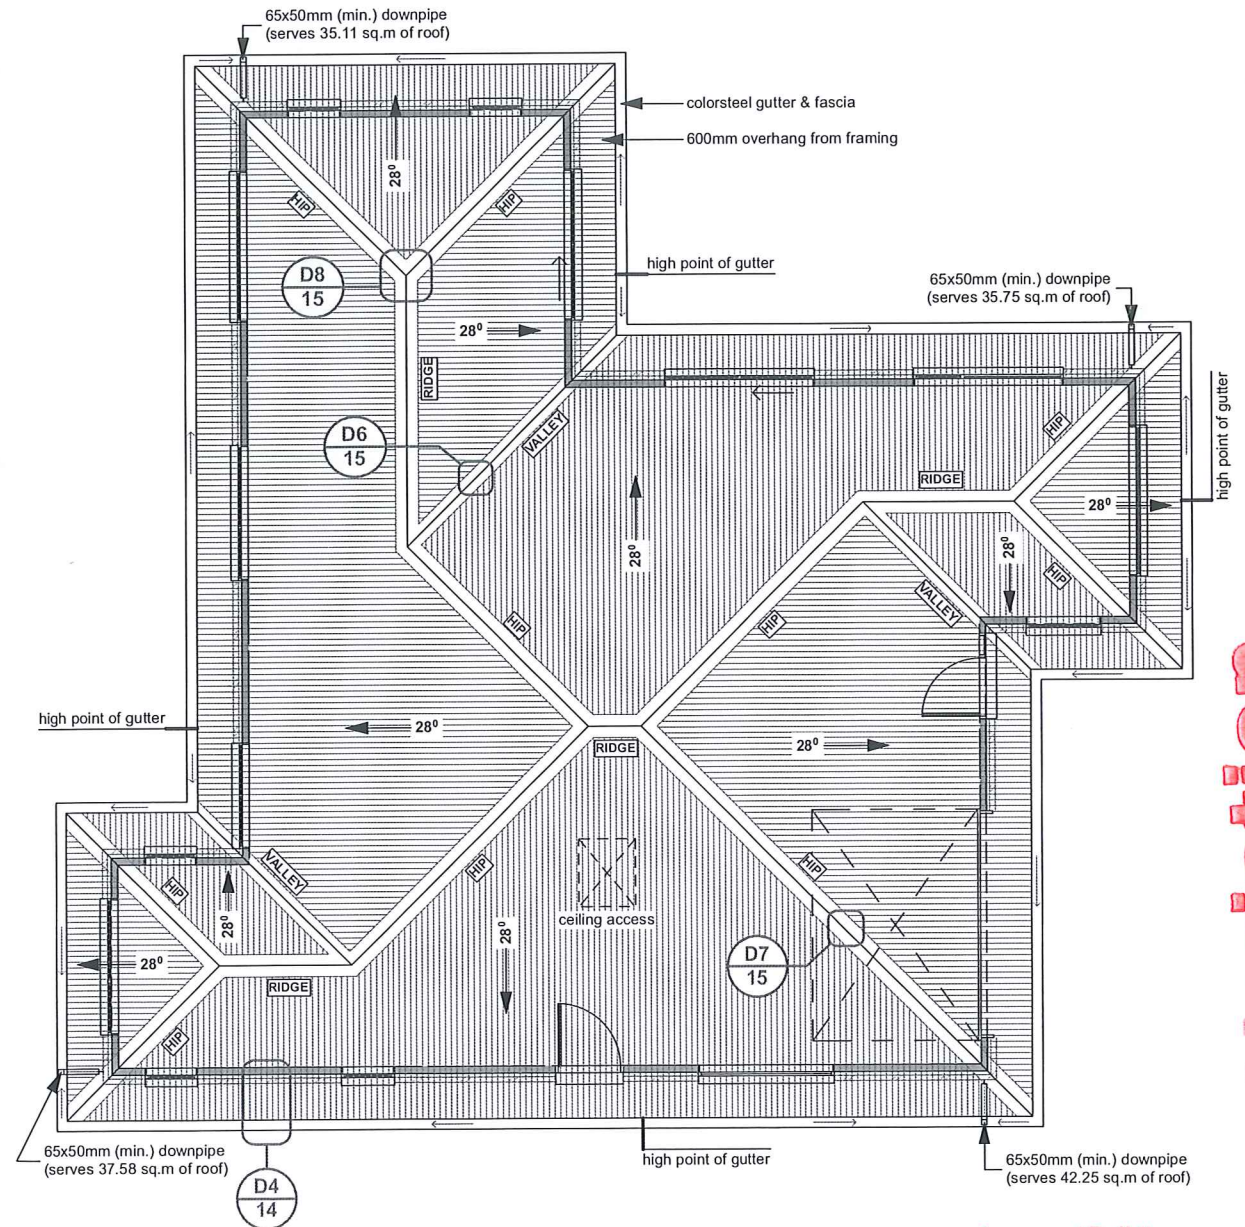 65x50mm (min.) downpipe
(serves 35.11 sq.m of roof)
colorsteel gutter & fascia
600mm overhang from framing
28⁰
HIP
HIP
high point of gutter
D8
15
65x50mm (min.) downpipe
(serves 35.75 sq.m of roof)
28⁰
RIDGE
high point of gutter
D6
15
VALLEY
HIP
RIDGE
28⁰
28⁰
28⁰
HIP
VALLEY
HIP
HIP
high point of gutter
28⁰
RIDGE
28⁰
VALLEY
HIP
HIP
HIP
ceiling access
28⁰
28⁰
28⁰
D7
15
RIDGE
HIP
65x50mm (min.) downpipe
(serves 37.58 sq.m of roof)
D4
14
high point of gutter
65x50mm (min.) downpipe
(serves 42.25 sq.m of roof)